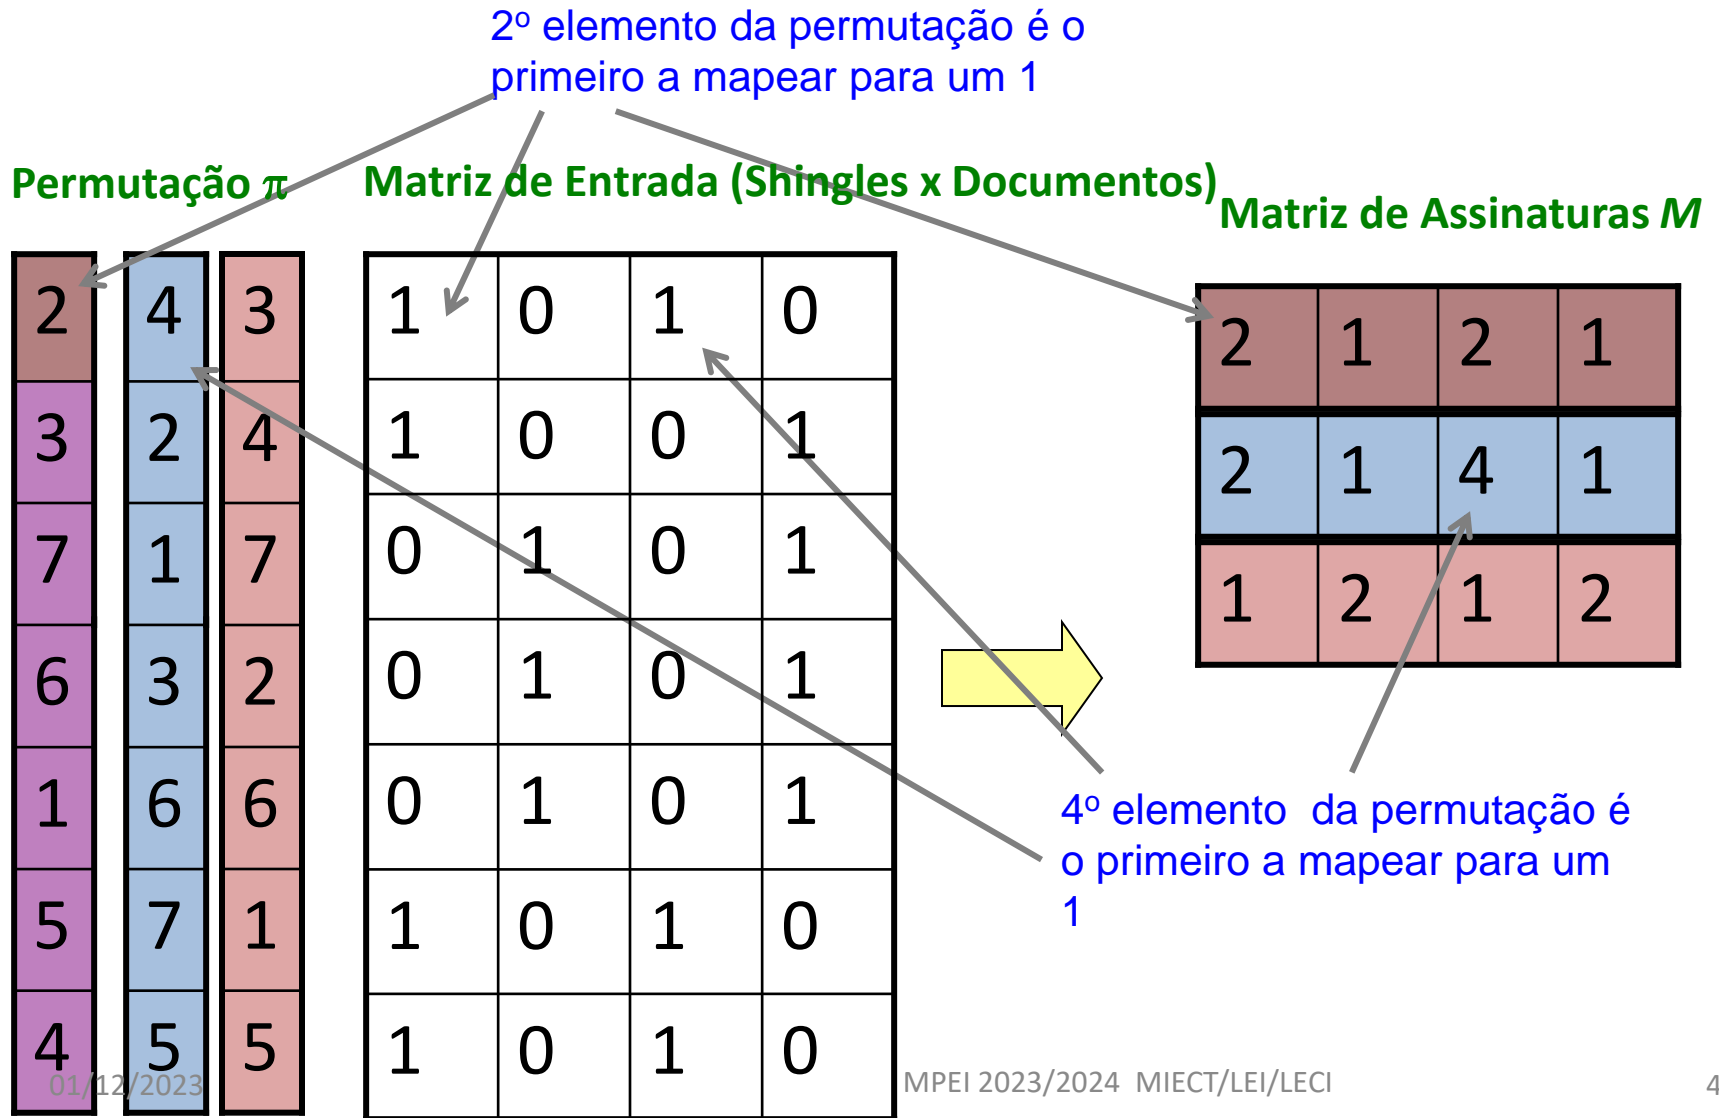 2º elemento da permutação é o
primeiro a mapear para um 1
Permutação π
Matriz de Entrada (Shingles x Documentos)
Matriz de Assinaturas M
2 4 3 1 0 1 0
3 2 4 1 0 0 1
7 1 7 0 1 0 1
6 3 2 0 1 0 1
1 6 6 0 1 0 1
5 7 1 1 0 1 0
4 5 5 1 0 1 0
2 1 2 1
2 1 4 1
1 2 1 2
4º elemento da permutação é
o primeiro a mapear para um
1
01/12/2023
MPEI 2023/2024 MIECT/LEI/LECI
4